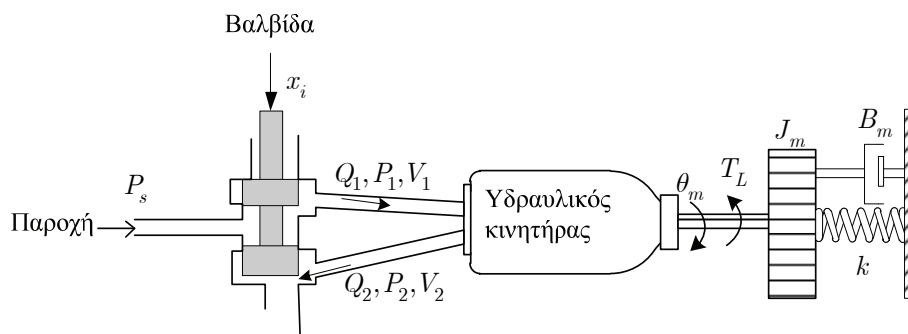 Βαλβίδα
x_i
P_s
Παροχή
Q_1, P_1, V_1
Q_2, P_2, V_2
Υδραυλικός
κινητήρας
θ_m
T_L
J_m
B_m
k